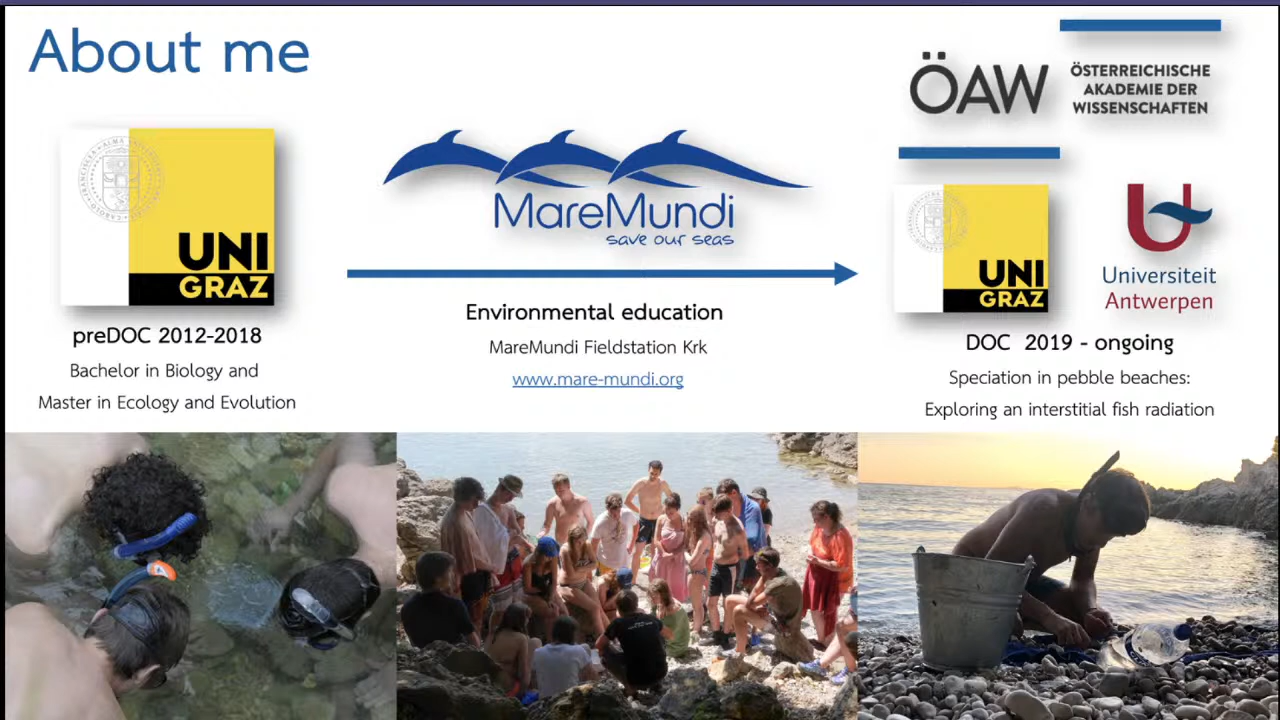 About me
UNI
GRAZ
preDOC 2012-2018
Bachelor in Biology and
Master in Ecology and Evolution
MareMundi
save our seas
Environmental education
MareMundi Fieldstation Krk
www.mare-mundi.org
ÖAW
ÖSTERREICHISCHE
AKADEMIE DER
WISSENSCHAFTEN
UNI
GRAZ
Universiteit
Antwerpen
DOC 2019 - ongoing
Speciation in pebble beaches:
Exploring an interstitial fish radiation